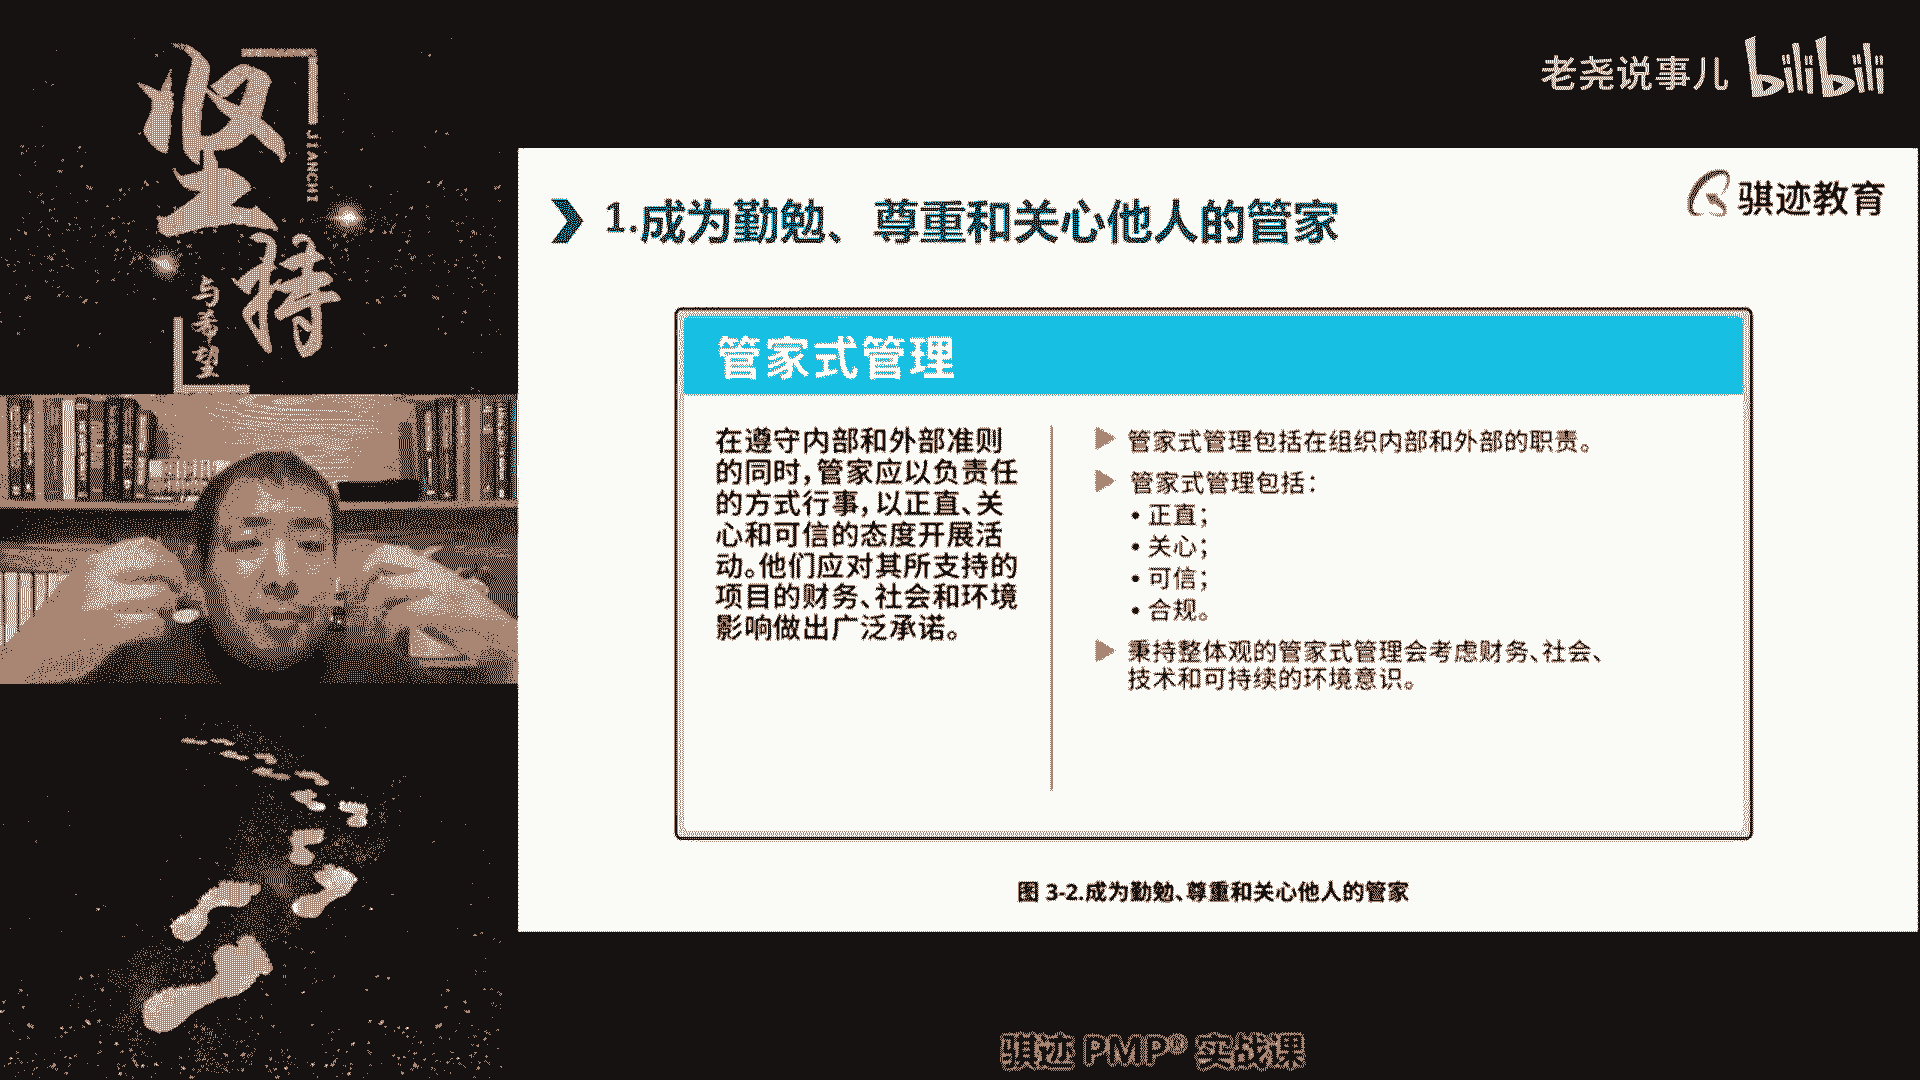 坚
持
JIANCHI
与希望
老尧说事儿 bilibili
骐迹教育
1.成为勤勉、尊重和关心他人的管家
管家式管理
在遵守内部和外部准则
的同时,管家应以负责任
的方式行事,以正直、关
心和可信的态度开展活
动。他们应对其所支持的
项目的财务、社会和环境
影响做出广泛承诺。
管家式管理包括在组织内部和外部的职责。
管家式管理包括:
• 正直;
• 关心;
• 可信;
• 合规。
秉持整体观的管家式管理会考虑财务、社会、
技术和可持续的环境意识。
图 3-2.成为勤勉、尊重和关心他人的管家
骐迹 PMP® 实战课